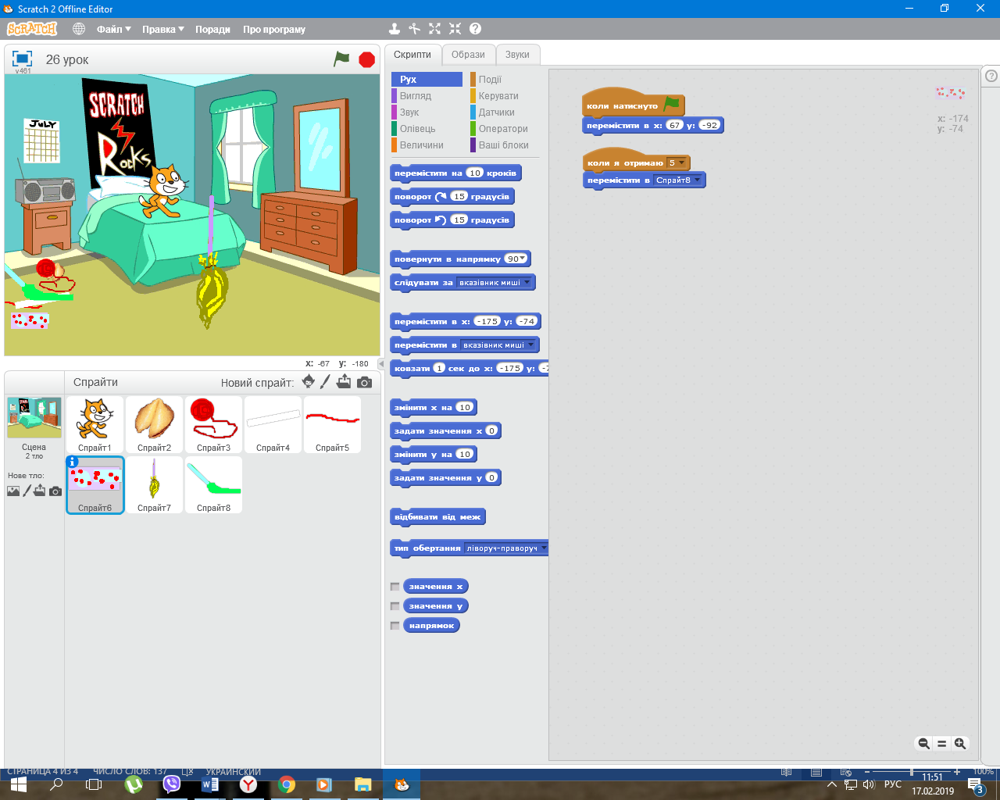 Scratch 2 Offline Editor
SCRATCH
Файл
Правка
Поради
Про програму
26 урок
v461
JULY
SCRATCH
Rocks
x: -67 y: -180
Спрайти
Новий спрайт:
Сцена
2 тло
Нове тло:
Спрайт1
Спрайт2
Спрайт3
Спрайт4
Спрайт5
Спрайт6
Спрайт7
Спрайт8
Скрипти
Образи
Звуки
Рух
Вигляд
Звук
Олівець
Величини
Події
Керувати
Датчики
Оператори
Ваші блоки
перемістити на 10 кроків
поворот 15 градусів
поворот 15 градусів
повернути в напрямку 90
слідувати за вказівник миші
перемістити в x: -175 y: -74
перемістити в вказівник миші
ковзати 1 сек до x: -175 y: -7
змінити x на 10
задати значення x 0
змінити y на 10
задати значення y 0
відбивати від меж
тип обертання ліворуч-праворуч
значення x
значення y
напрямок
коли натиснуто
перемістити в x: 67 y: -92
коли я отримаю 5
перемістити в Спрайт8
x: -174
y: -74
СТРАНИЦА 4 ИЗ 4 ЧИСЛО СЛОВ: 137 УКРАИНСКИЙ
100%
РУС
11:51
17.02.2019
3